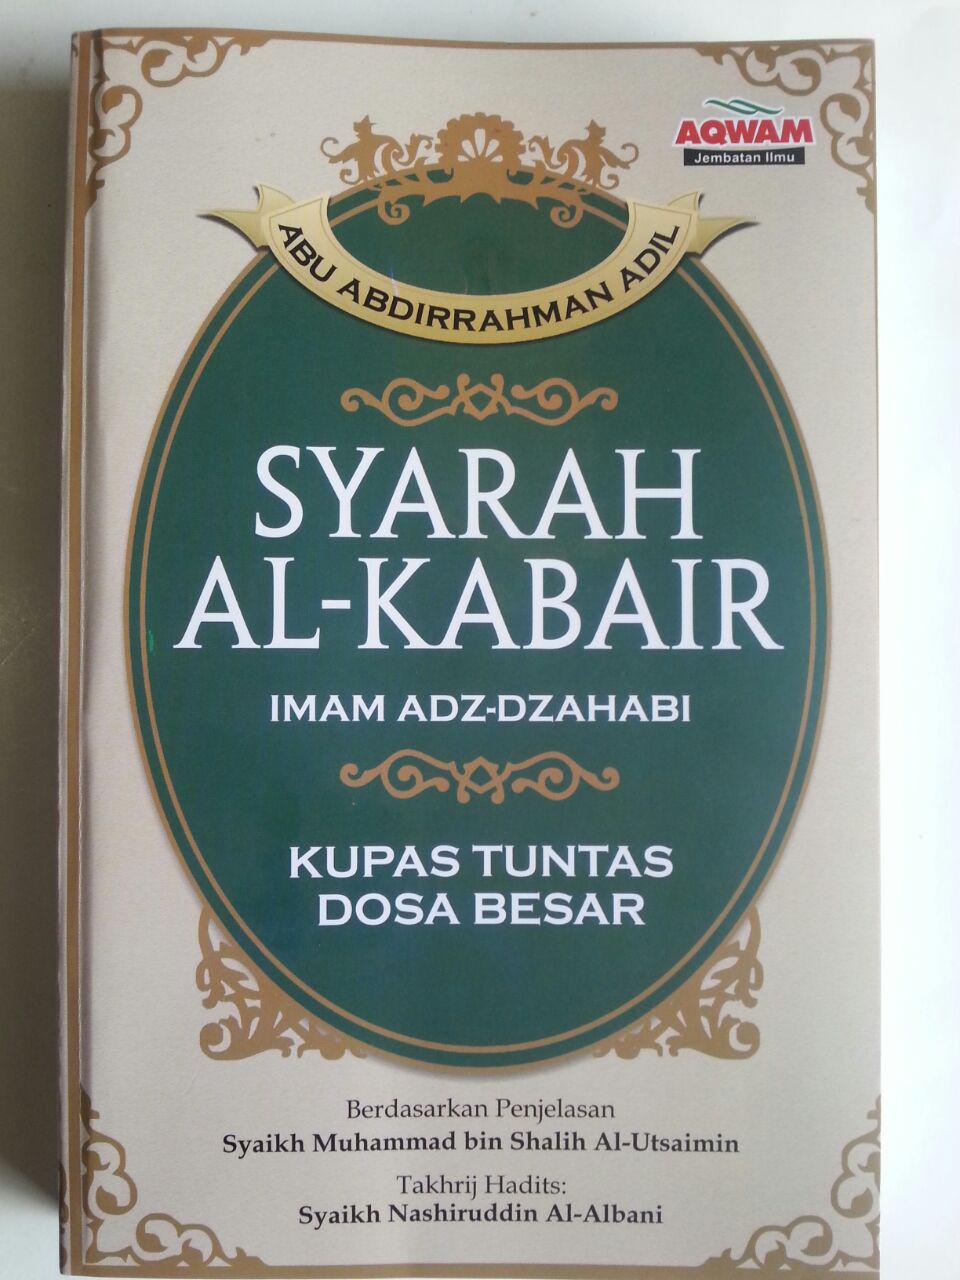 AQWAM
Jembatan Ilmu
ABU ABDIRRAHMAN ADIL
SYARAH
AL-KABAIR
IMAM ADZ-DZAHABI
KUPAS TUNTAS
DOSA BESAR
Berdasarkan Penjelasan
Syaikh Muhammad bin Shalih Al-Utsaimin
Takhrij Hadits:
Syaikh Nashiruddin Al-Albani